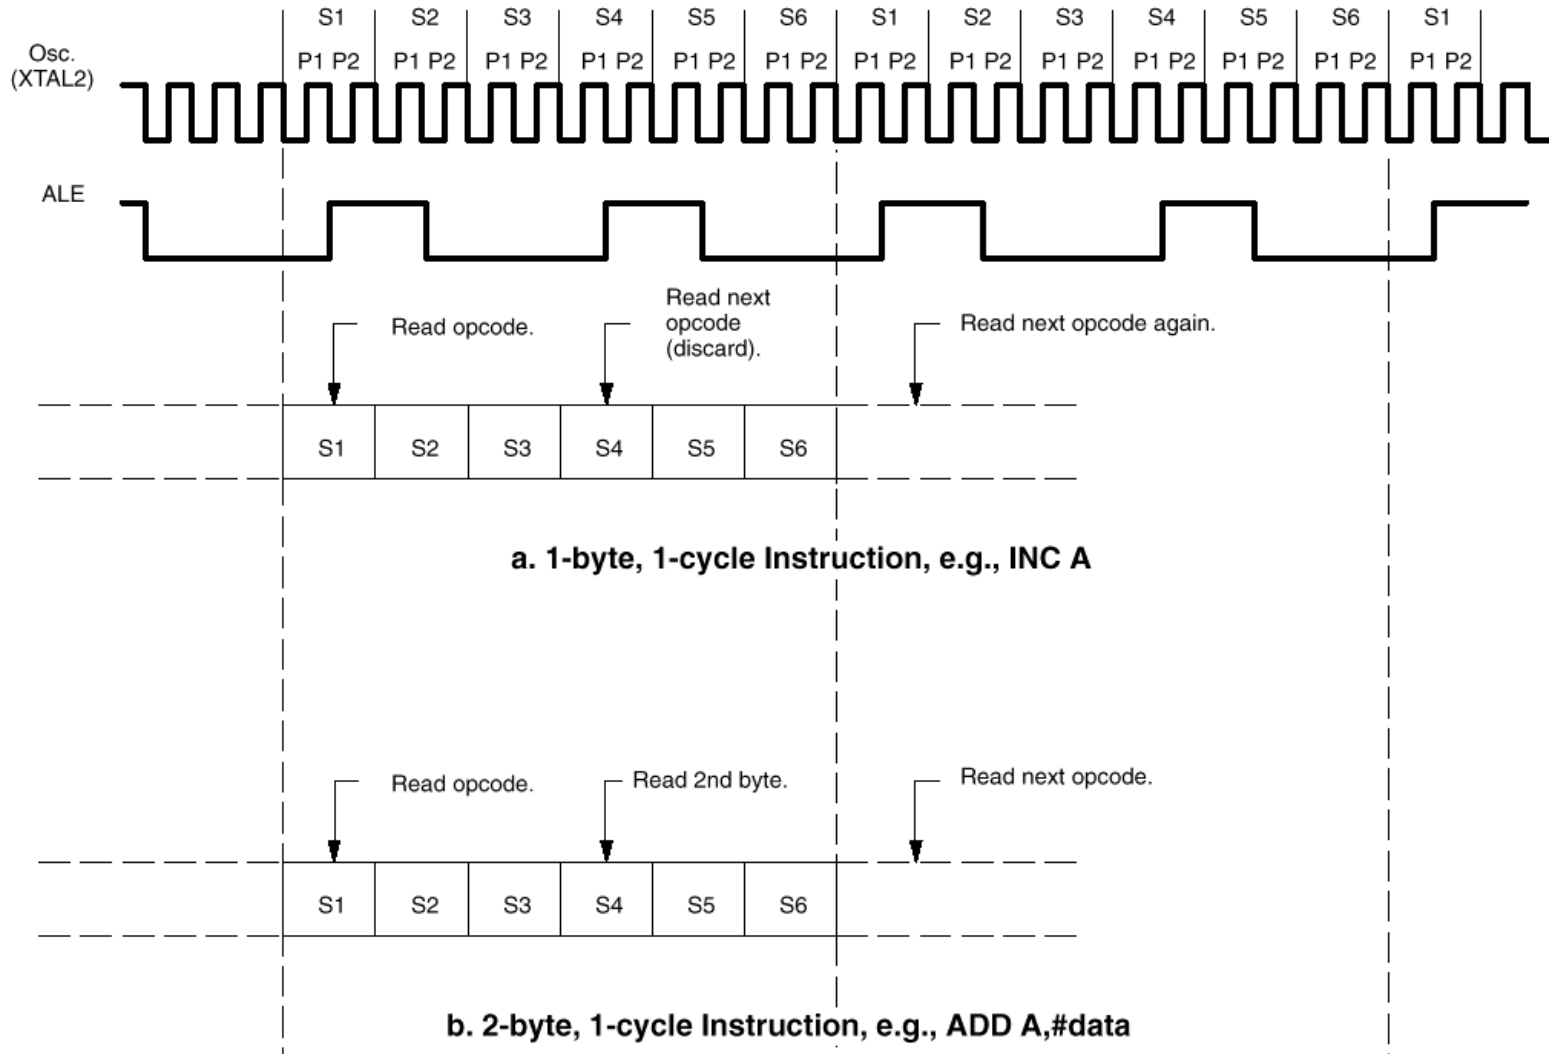 S1 S2 S3 S4 S5 S6 S1 S2 S3 S4 S5 S6 S1
Osc.
(XTAL2)
P1 P2 P1 P2 P1 P2 P1 P2 P1 P2 P1 P2 P1 P2 P1 P2 P1 P2 P1 P2 P1 P2 P1 P2 P1 P2
ALE
Read opcode.
Read next
opcode
(discard).
Read next opcode again.
S1 S2 S3 S4 S5 S6
a. 1-byte, 1-cycle Instruction, e.g., INC A
Read opcode.
Read 2nd byte.
Read next opcode.
S1 S2 S3 S4 S5 S6
b. 2-byte, 1-cycle Instruction, e.g., ADD A,#data